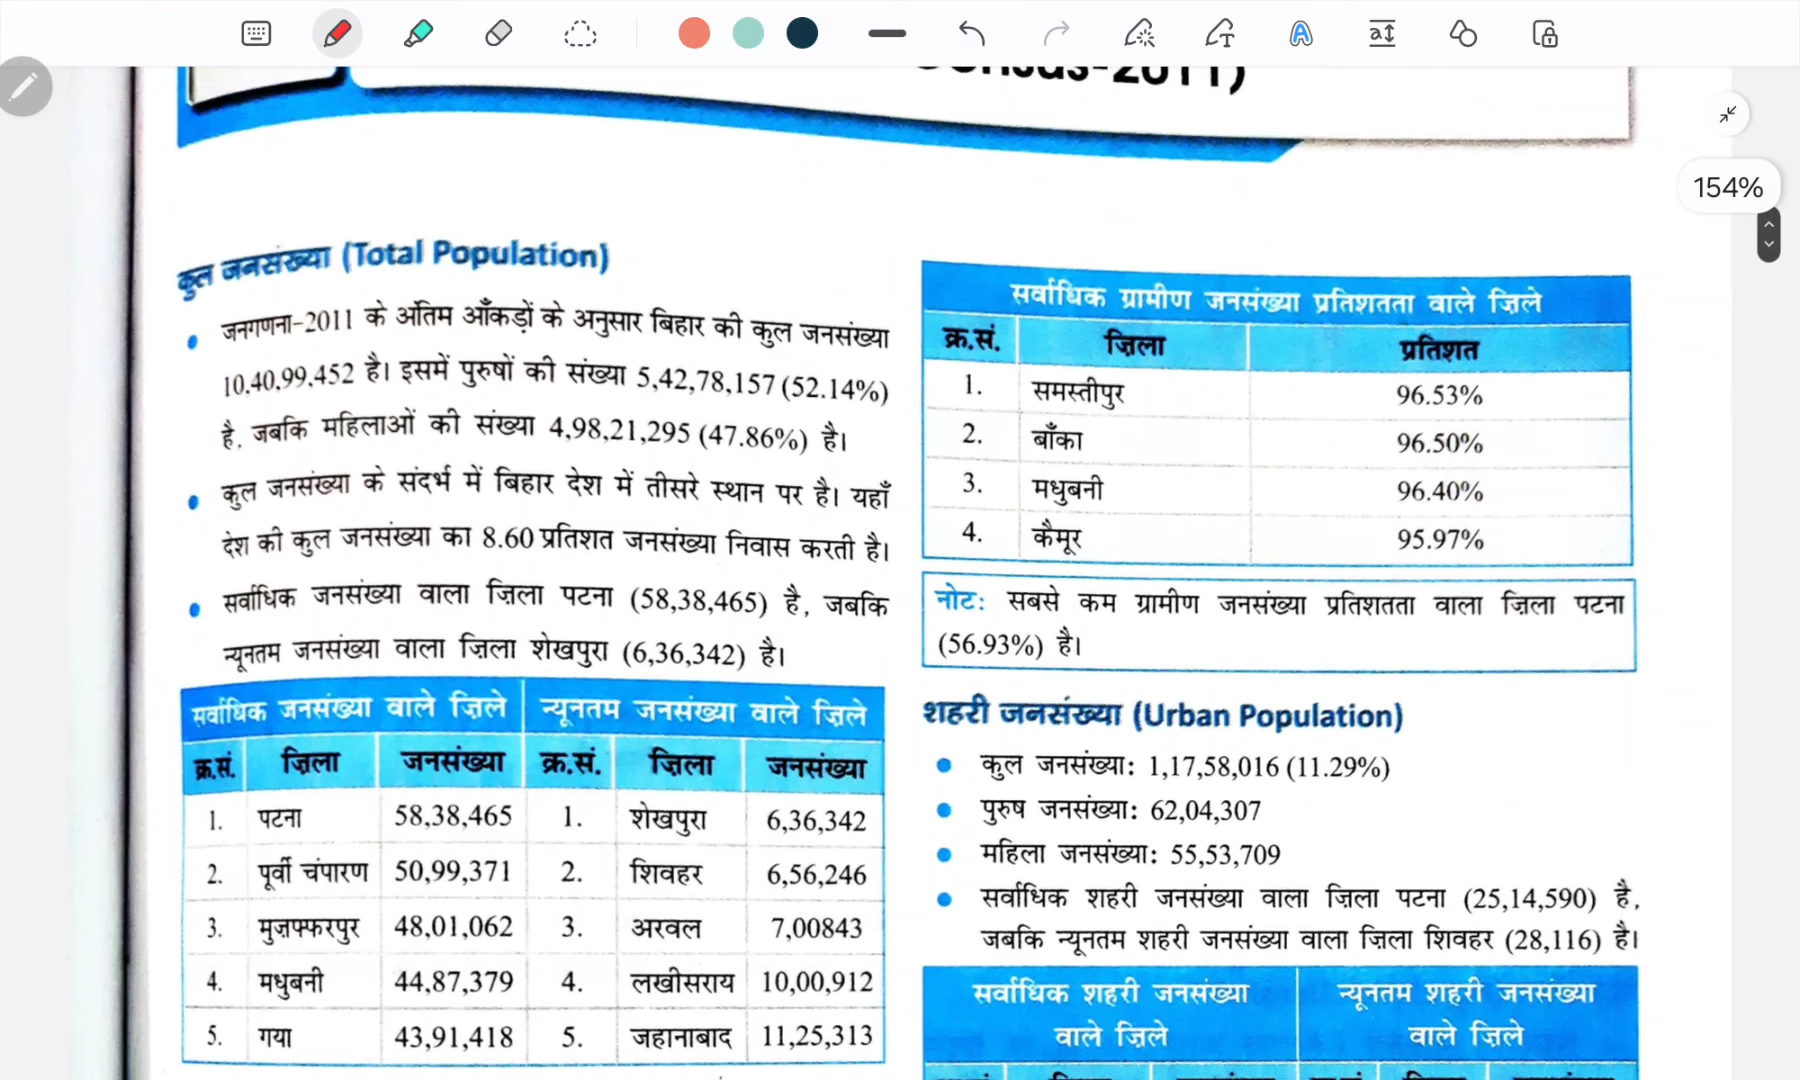 Census-2011)
154%
कुल जनसंख्या (Total Population)
• जनगणना-2011 के अंतिम आँकड़ों के अनुसार बिहार की कुल जनसंख्या
10,40,99,452 है। इसमें पुरुषों की संख्या 5,42,78,157 (52.14%)
है, जबकि महिलाओं की संख्या 4,98,21,295 (47.86%) है।
• कुल जनसंख्या के संदर्भ में बिहार देश में तीसरे स्थान पर है। यहाँ
देश की कुल जनसंख्या का 8.60 प्रतिशत जनसंख्या निवास करती है।
• सर्वाधिक जनसंख्या वाला ज़िला पटना (58,38,465) है, जबकि
न्यूनतम जनसंख्या वाला ज़िला शेखपुरा (6,36,342) है।
सर्वाधिक जनसंख्या वाले ज़िले न्यूनतम जनसंख्या वाले ज़िले
क्र.सं. ज़िला जनसंख्या क्र.सं. ज़िला जनसंख्या
1. पटना 58,38,465 1. शेखपुरा 6,36,342
2. पूर्वी चंपारण 50,99,371 2. शिवहर 6,56,246
3. मुज़फ्फरपुर 48,01,062 3. अरवल 7,00843
4. मधुबनी 44,87,379 4. लखीसराय 10,00,912
5. गया 43,91,418 5. जहानाबाद 11,25,313
सर्वाधिक ग्रामीण जनसंख्या प्रतिशतता वाले ज़िले
क्र.सं. ज़िला प्रतिशत
1. समस्तीपुर 96.53%
2. बाँका 96.50%
3. मधुबनी 96.40%
4. कैमूर 95.97%
नोट: सबसे कम ग्रामीण जनसंख्या प्रतिशतता वाला ज़िला पटना
(56.93%) है।
शहरी जनसंख्या (Urban Population)
• कुल जनसंख्या: 1,17,58,016 (11.29%)
• पुरुष जनसंख्या: 62,04,307
• महिला जनसंख्या: 55,53,709
• सर्वाधिक शहरी जनसंख्या वाला ज़िला पटना (25,14,590) है,
जबकि न्यूनतम शहरी जनसंख्या वाला ज़िला शिवहर (28,116) है।
सर्वाधिक शहरी जनसंख्या न्यूनतम शहरी जनसंख्या
वाले ज़िले वाले ज़िले